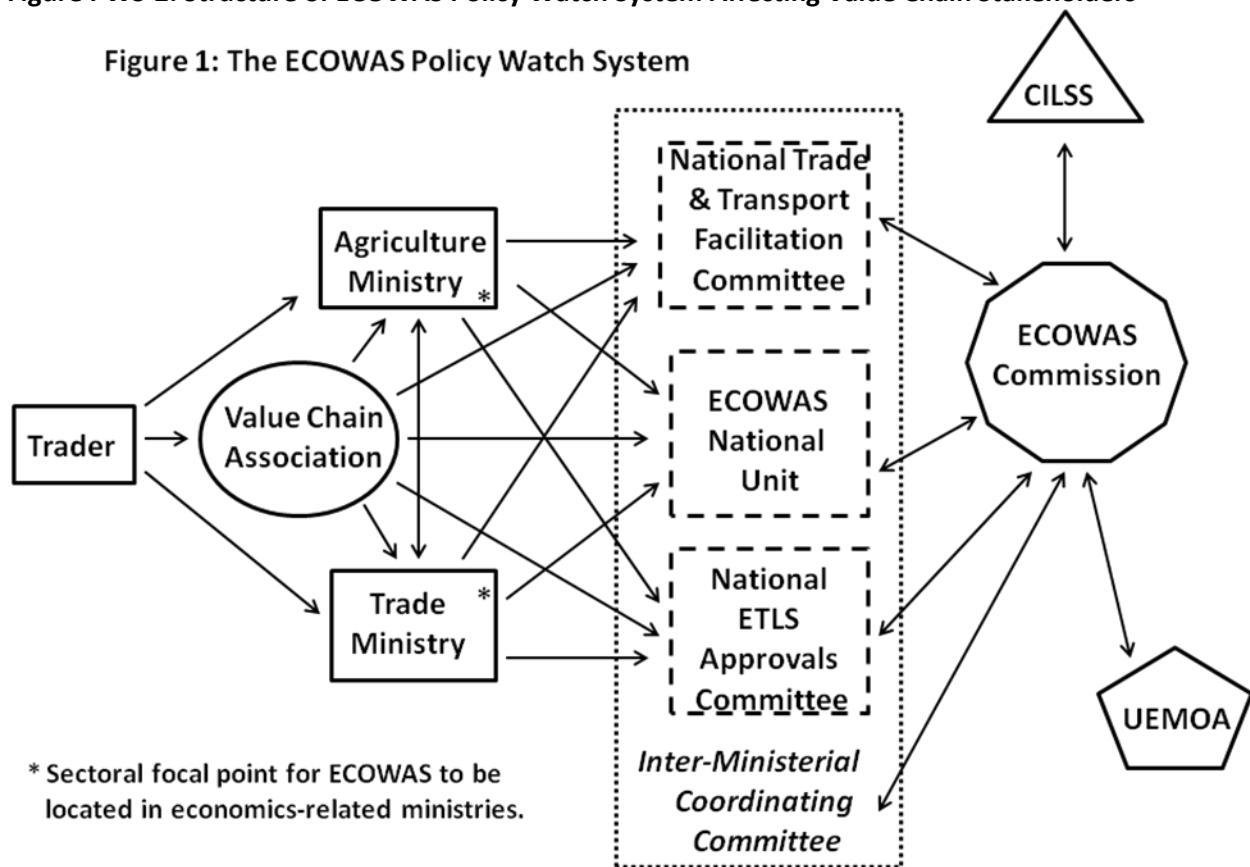 Figure 1: The ECOWAS Policy Watch System
CILSS
National Trade
& Transport
Facilitation
Committee
Agriculture
Ministry
*
ECOWAS
Commission
Value Chain
Association
Trader
ECOWAS
National
Unit
Trade
Ministry
*
National
ETLS
Approvals
Committee
UEMOA
Inter-Ministerial
Coordinating
Committee
* Sectoral focal point for ECOWAS to be
located in economics-related ministries.